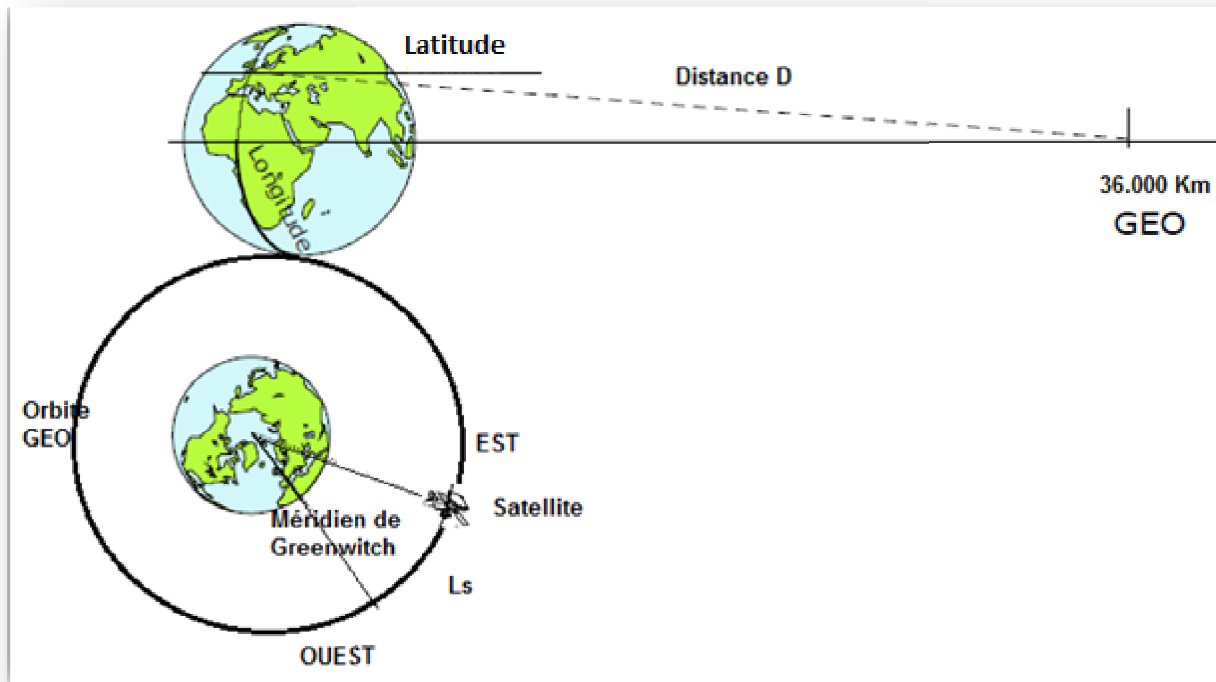 Latitude
Distance D
Longitude
36.000 Km
GEO
Orbite
GEO
EST
Satellite
Méridien de
Greenwitch
Ls
OUEST